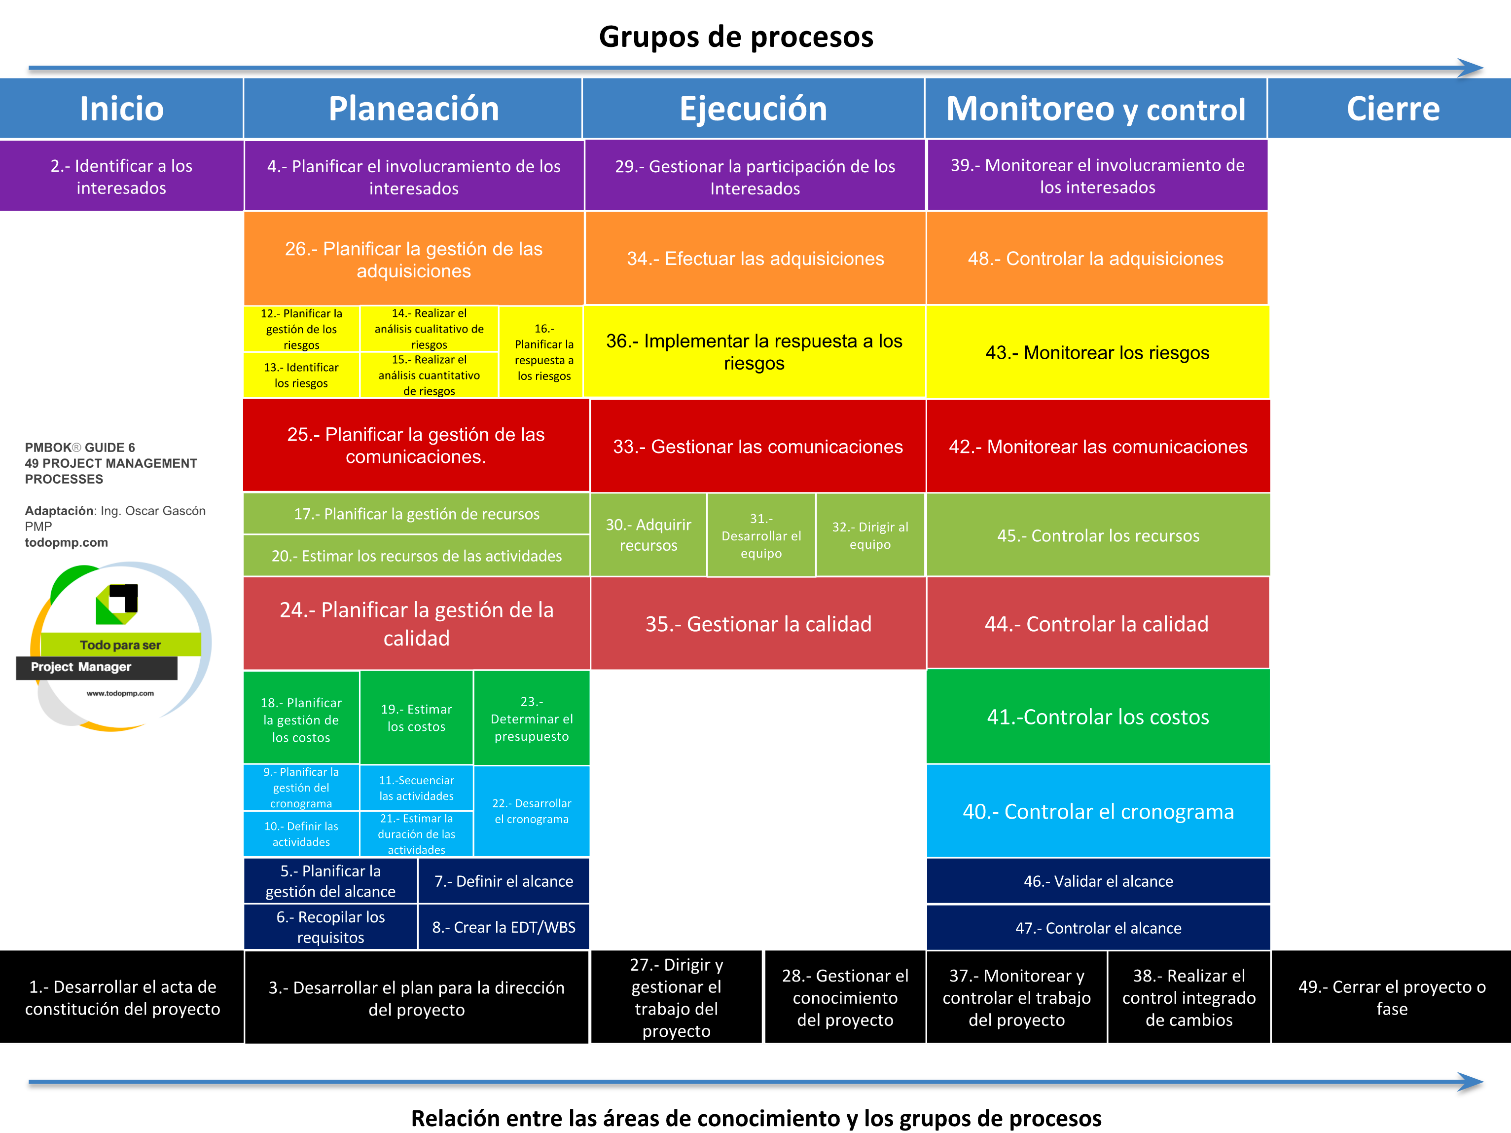 Grupos de procesos
Inicio
Planeación
Ejecución
Monitoreo y control
Cierre
2.- Identificar a los
interesados
4.- Planificar el involucramiento de los
interesados
29.- Gestionar la participación de los
Interesados
39.- Monitorear el involucramiento de
los interesados
26.- Planificar la gestión de las
adquisiciones
34.- Efectuar las adquisiciones
48.- Controlar la adquisiciones
12.- Planificar la
gestión de los
riesgos
14.- Realizar el
análisis cualitativo de
riesgos
16.-
Planificar la
respuesta a
los riesgos
13.- Identificar
los riesgos
15.- Realizar el
análisis cuantitativo
de riesgos
36.- Implementar la respuesta a los
riesgos
43.- Monitorear los riesgos
25.- Planificar la gestión de las
comunicaciones.
33.- Gestionar las comunicaciones
42.- Monitorear las comunicaciones
PMBOK® GUIDE 6
49 PROJECT MANAGEMENT
PROCESSES
Adaptación: Ing. Oscar Gascón
PMP
todopmp.com
Todo para ser
Project Manager
www.todopmp.com
17.- Planificar la gestión de recursos
20.- Estimar los recursos de las actividades
30.- Adquirir
recursos
31.-
Desarrollar el
equipo
32.- Dirigir al
equipo
45.- Controlar los recursos
24.- Planificar la gestión de la
calidad
35.- Gestionar la calidad
44.- Controlar la calidad
18.- Planificar
la gestión de
los costos
19.- Estimar
los costos
23.-
Determinar el
presupuesto
41.-Controlar los costos
9.- Planificar la
gestión del
cronograma
11.-Secuenciar
las actividades
22.- Desarrollar
el cronograma
10.- Definir las
actividades
21.- Estimar la
duración de las
actividades
40.- Controlar el cronograma
5.- Planificar la
gestión del alcance
7.- Definir el alcance
46.- Validar el alcance
6.- Recopilar los
requisitos
8.- Crear la EDT/WBS
47.- Controlar el alcance
1.- Desarrollar el acta de
constitución del proyecto
3.- Desarrollar el plan para la dirección
del proyecto
27.- Dirigir y
gestionar el
trabajo del
proyecto
28.- Gestionar el
conocimiento
del proyecto
37.- Monitorear y
controlar el trabajo
del proyecto
38.- Realizar el
control integrado
de cambios
49.- Cerrar el proyecto o
fase
Relación entre las áreas de conocimiento y los grupos de procesos